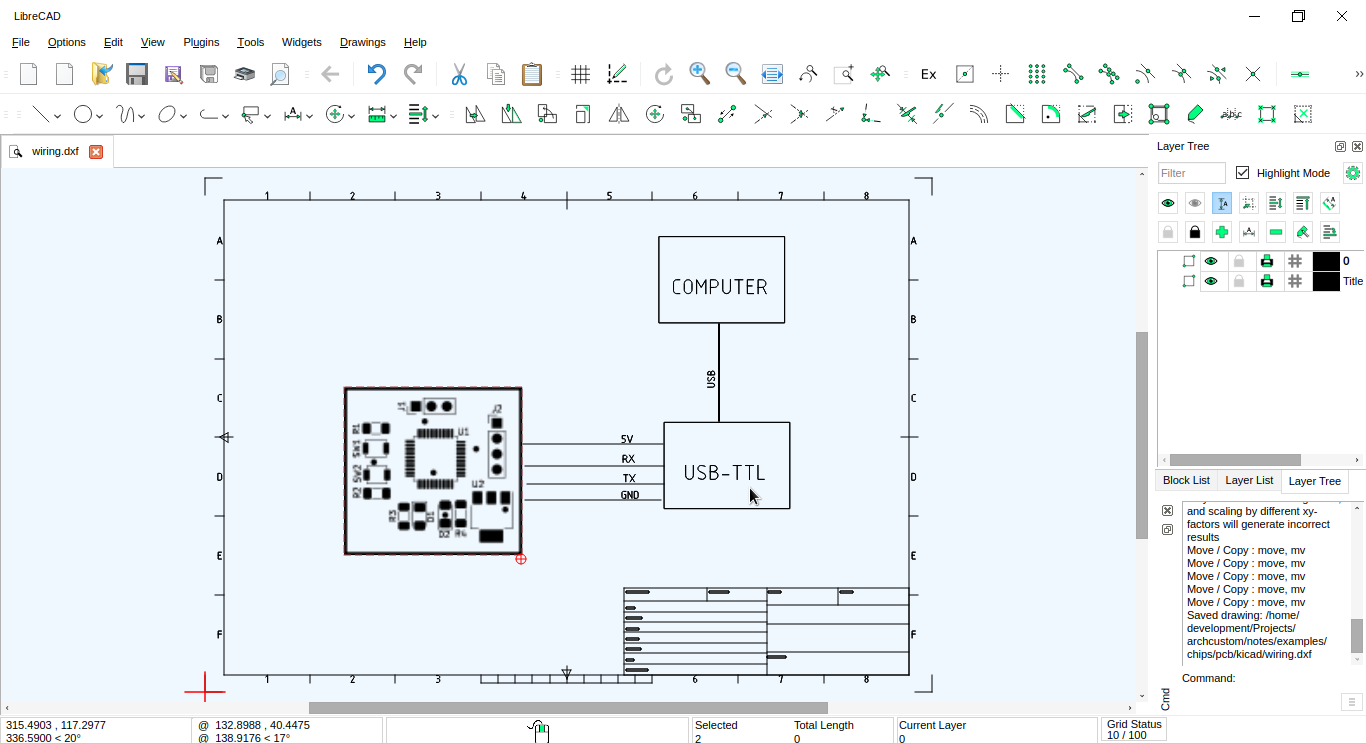 LibreCAD
File Options Edit View Plugins Tools Widgets Drawings Help
Ex
abc
wiring.dxf
Layer Tree
Filter Highlight Mode
0
Title
1 2 3 4 5 6 7 8
A A
B B
C C
D D
E E
F F
1 2 3 6 7 8
COMPUTER
USB
USB-TTL
5V
RX
TX
GND
J1
J2
R1
U1
SW1
SV2
R2
U2
R3
D1
D2 R4
Block List Layer List Layer Tree
and scaling by different xy-
factors will generate incorrect
results
Move / Copy : move, mv
Move / Copy : move, mv
Move / Copy : move, mv
Move / Copy : move, mv
Move / Copy : move, mv
Saved drawing: /home/
development/Projects/
archcustom/notes/examples/
chips/pcb/kicad/wiring.dxf
Command:
Cmd
315.4903 , 117.2977 @ 132.8988 , 40.4475 Selected Total Length Current Layer Grid Status
336.5900 < 20° @ 138.9176 < 17° 2 0 0 10 / 100